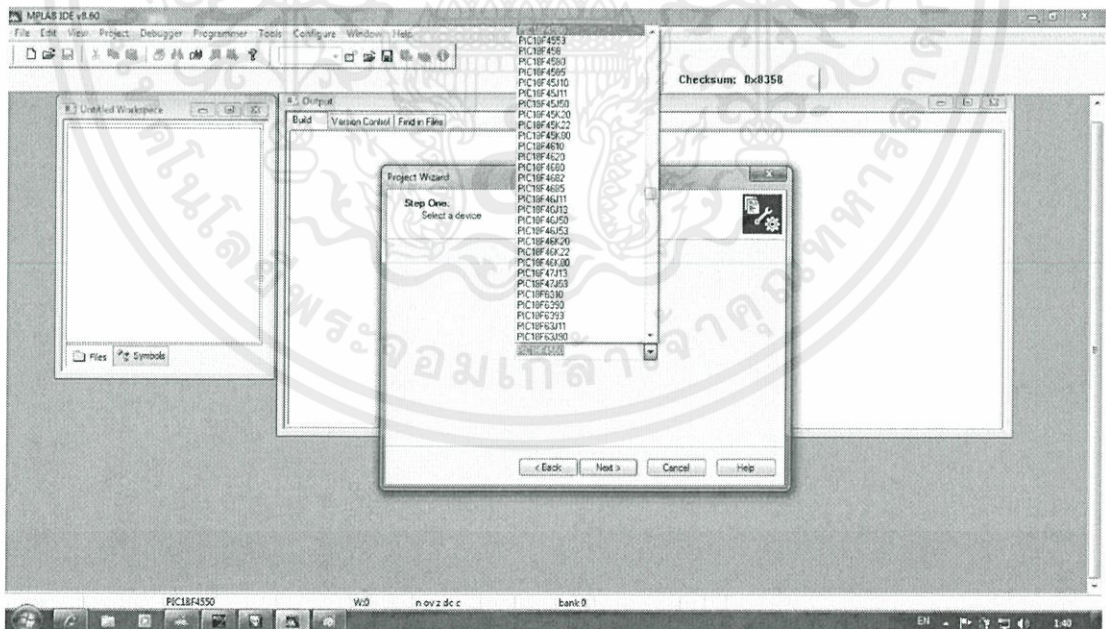 MPLAB IDE v8.60
File Edit View Project Debugger Programmer Tools Configure Window Help
Checksum: 0x8358
Untitled Workspace
Output
Build Version Control Find in Files
Project Wizard
Step One:
Select a device
PIC18F4553
PIC18F458
PIC18F4580
PIC18F4585
PIC18F45J10
PIC18F45J11
PIC18F45J50
PIC18F45K20
PIC18F45K22
PIC18F45K80
PIC18F4610
PIC18F4620
PIC18F4680
PIC18F4682
PIC18F4685
PIC18F46J11
PIC18F46J13
PIC18F46J50
PIC18F46J53
PIC18F46K20
PIC18F46K22
PIC18F46K80
PIC18F47J13
PIC18F47J53
PIC18F6310
PIC18F6390
PIC18F6393
PIC18F63J11
PIC18F63J90
PIC18F4550
Files Symbols
< Back Next > Cancel Help
PIC18F4550 W:0 n ov z dc c bank 0
EN 1:40